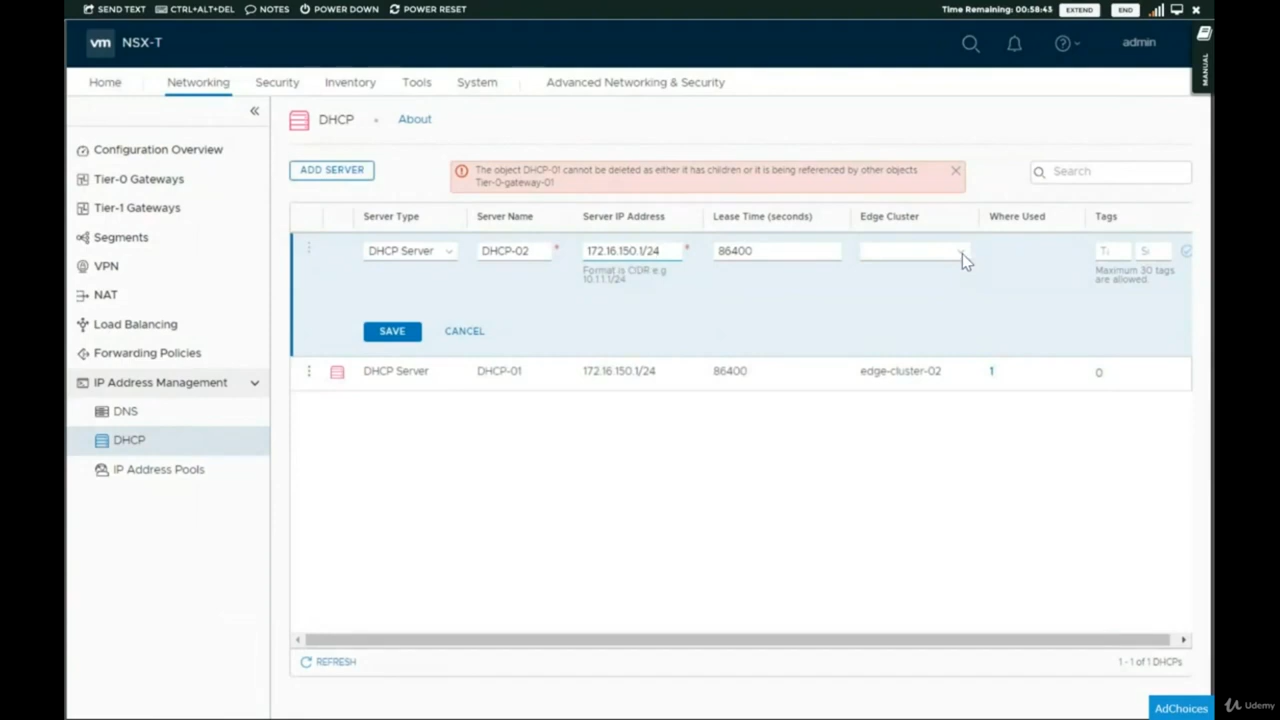 SEND TEXT CTRL+ALT+DEL NOTES POWER DOWN POWER RESET Time Remaining: 00:58:43 EXTEND END
vm NSX-T admin
MANUAL
Home Networking Security Inventory Tools System Advanced Networking & Security
DHCP About
ADD SERVER
The object DHCP-01 cannot be deleted as either it has children or it is being referenced by other objects
Tier-0-gateway-01
Search
Configuration Overview
Tier-0 Gateways
Tier-1 Gateways
Segments
VPN
NAT
Load Balancing
Forwarding Policies
IP Address Management
DNS
DHCP
IP Address Pools
Server Type Server Name Server IP Address Lease Time (seconds) Edge Cluster Where Used Tags
DHCP Server DHCP-02 * 172.16.150.1/24 * 86400
Format is CIDR e.g
10.1.1.1/24
Maximum 30 tags
are allowed.
SAVE CANCEL
DHCP Server DHCP-01 172.16.150.1/24 86400 edge-cluster-02 1 0
REFRESH 1 - 1 of 1 DHCPs
AdChoices
Udemy